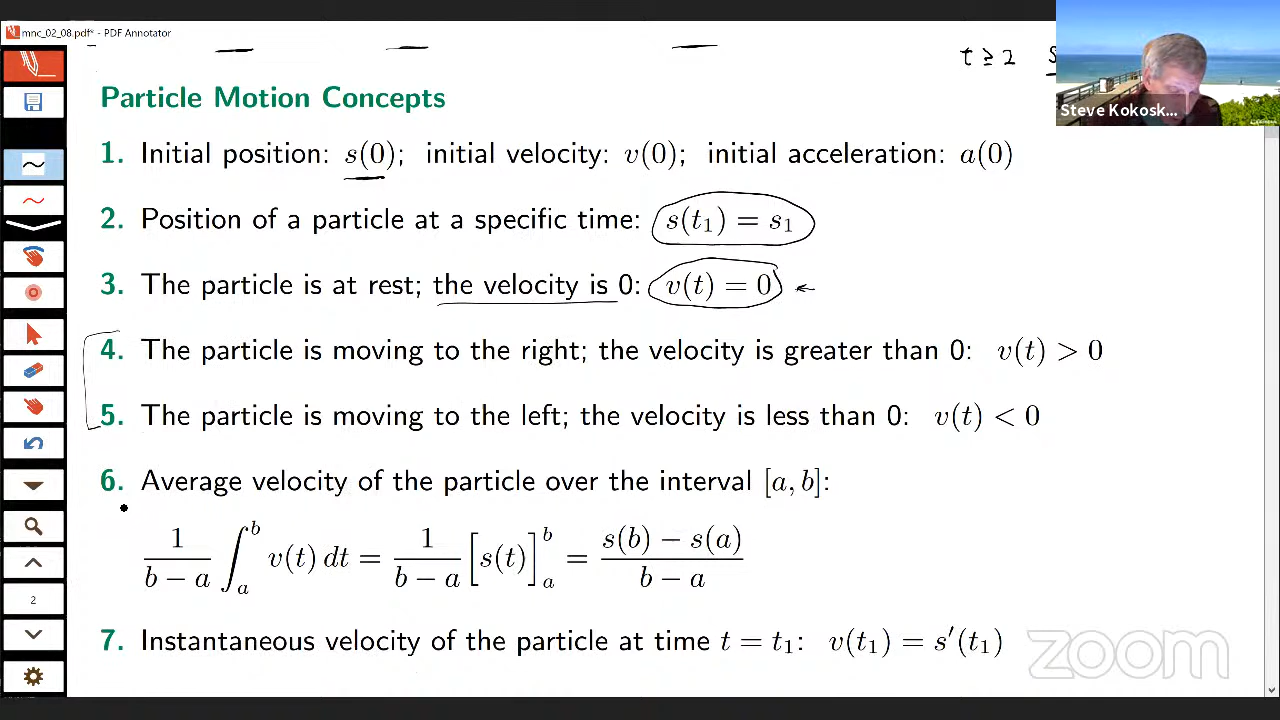 mnc_02_08.pdf* - PDF Annotator
t ≥ 2 S
Steve Kokosk...
Particle Motion Concepts
1. Initial position: s(0); initial velocity: v(0); initial acceleration: a(0)
2. Position of a particle at a specific time: s(t₁) = s₁
3. The particle is at rest; the velocity is 0: v(t) = 0 ←
4. The particle is moving to the right; the velocity is greater than 0: v(t) > 0
5. The particle is moving to the left; the velocity is less than 0: v(t) < 0
6. Average velocity of the particle over the interval [a, b]:
1/(b − a) ∫ₐᵇ v(t) dt = 1/(b − a) [s(t)]ₐᵇ = (s(b) − s(a))/(b − a)
2
7. Instantaneous velocity of the particle at time t = t₁: v(t₁) = s′(t₁)
zoom